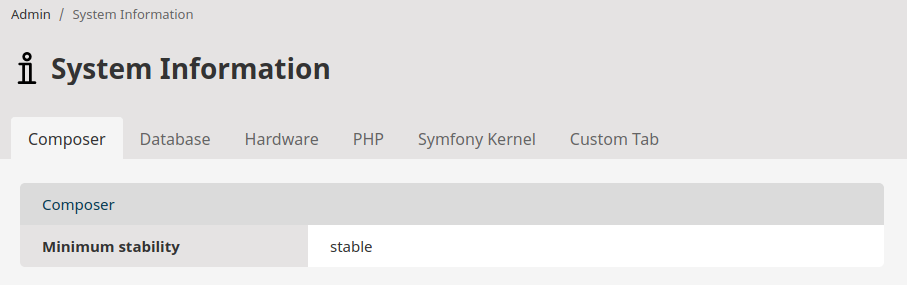 Admin / System Information
System Information
Composer Database Hardware PHP Symfony Kernel Custom Tab
Composer
Minimum stability stable